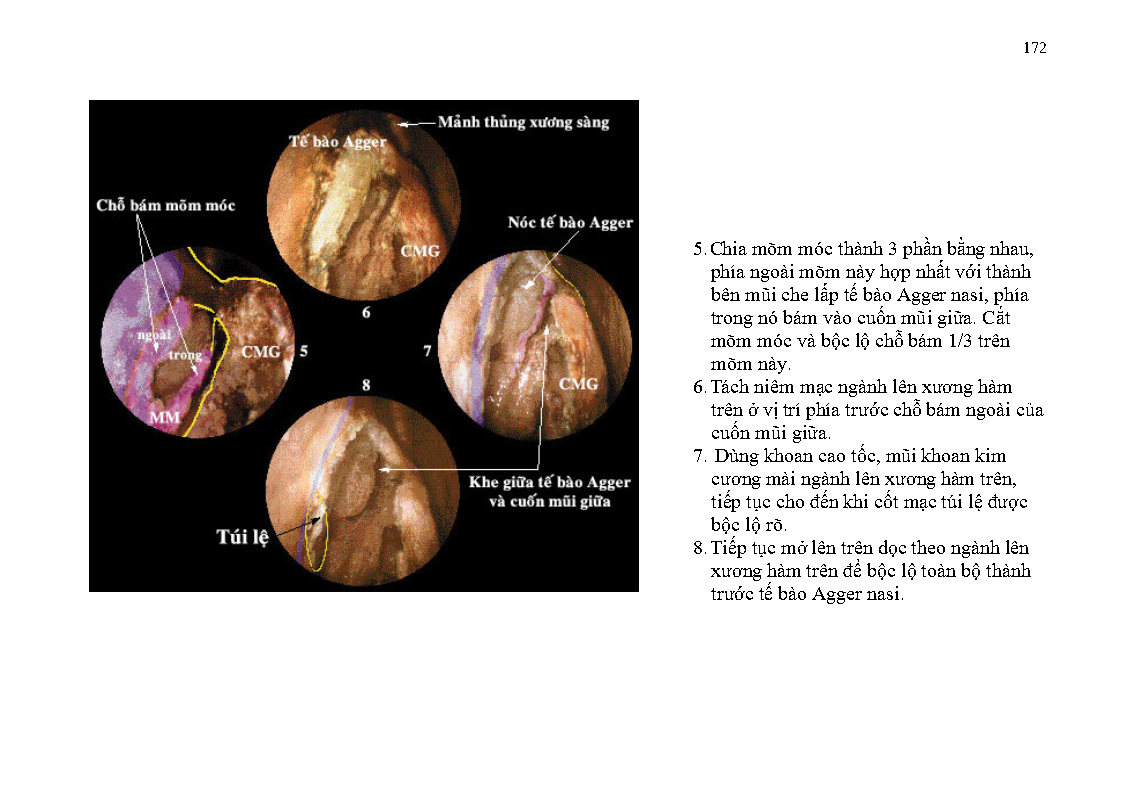 172
Mảnh thủng xương sàng
Tế bào Agger
Chỗ bám mõm móc
CMG
Nóc tế bào Agger
6
ngoài
trong
CMG
5
MM
7
CMG
8
Khe giữa tế bào Agger
và cuốn mũi giữa
Túi lệ
5. Chia mõm móc thành 3 phần bằng nhau,
phía ngoài mõm này hợp nhất với thành
bên mũi che lấp tế bào Agger nasi, phía
trong nó bám vào cuốn mũi giữa. Cắt
mõm móc và bộc lộ chỗ bám 1/3 trên
mõm này.
6. Tách niêm mạc ngành lên xương hàm
trên ở vị trí phía trước chỗ bám ngoài của
cuốn mũi giữa.
7. Dùng khoan cao tốc, mũi khoan kim
cương mài ngành lên xương hàm trên,
tiếp tục cho đến khi cốt mạc túi lệ được
bộc lộ rõ.
8. Tiếp tục mở lên trên dọc theo ngành lên
xương hàm trên để bộc lộ toàn bộ thành
trước tế bào Agger nasi.